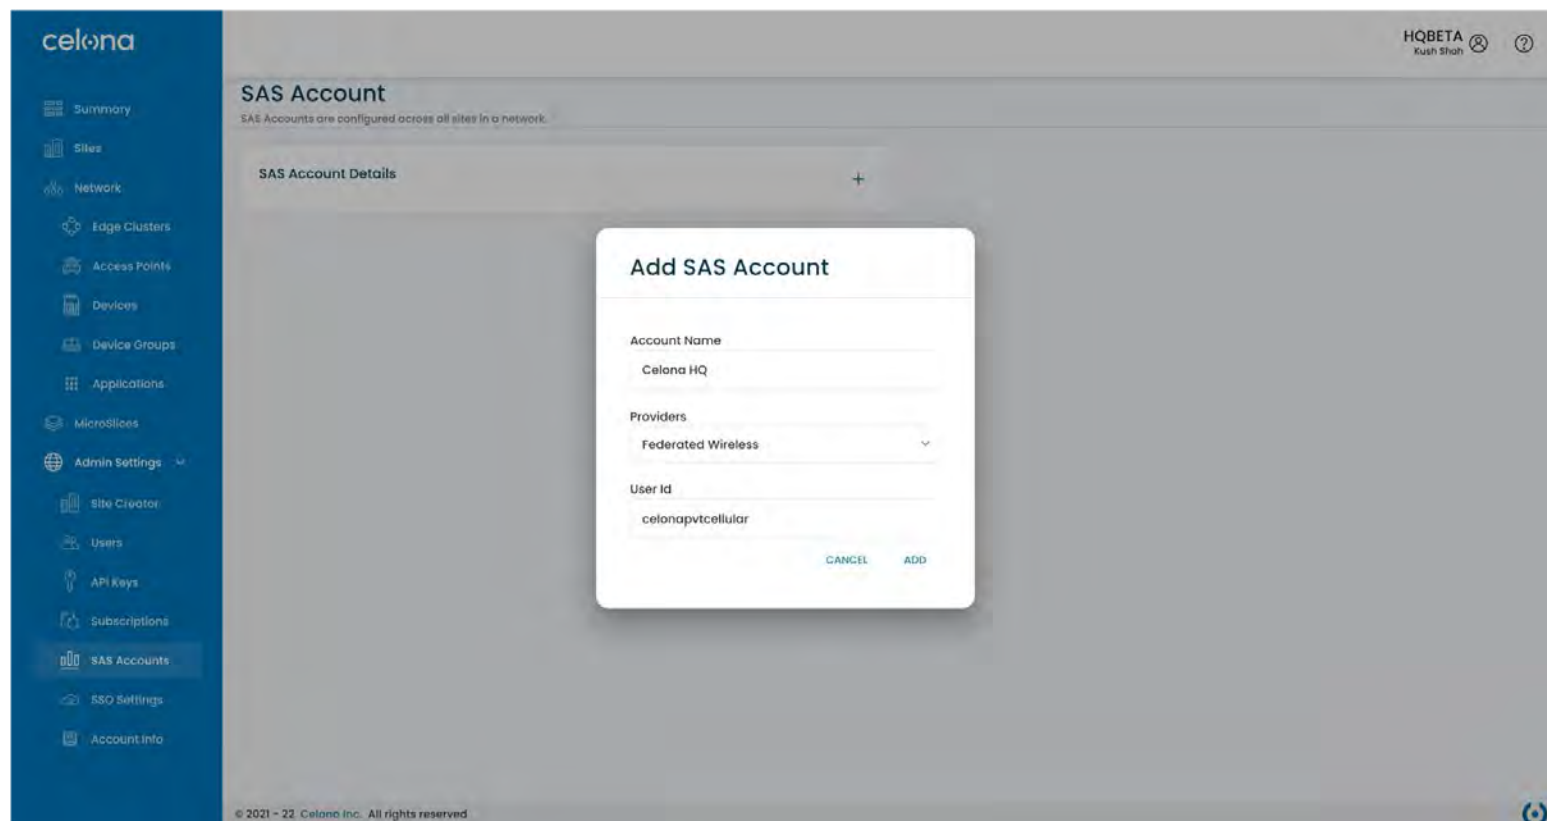 celona
HQBETA
Kush Shah
Summary
Sites
Network
Edge Clusters
Access Points
Devices
Device Groups
Applications
MicroSlices
Admin Settings
Site Creator
Users
API Keys
Subscriptions
SAS Accounts
SSO Settings
Account Info
SAS Account
SAS Accounts are configured across all sites in a network.
SAS Account Details
+
Add SAS Account
Account Name
Celona HQ
Providers
Federated Wireless
User Id
celonapvtcellular
CANCEL ADD
© 2021 - 22 Celona Inc. All rights reserved